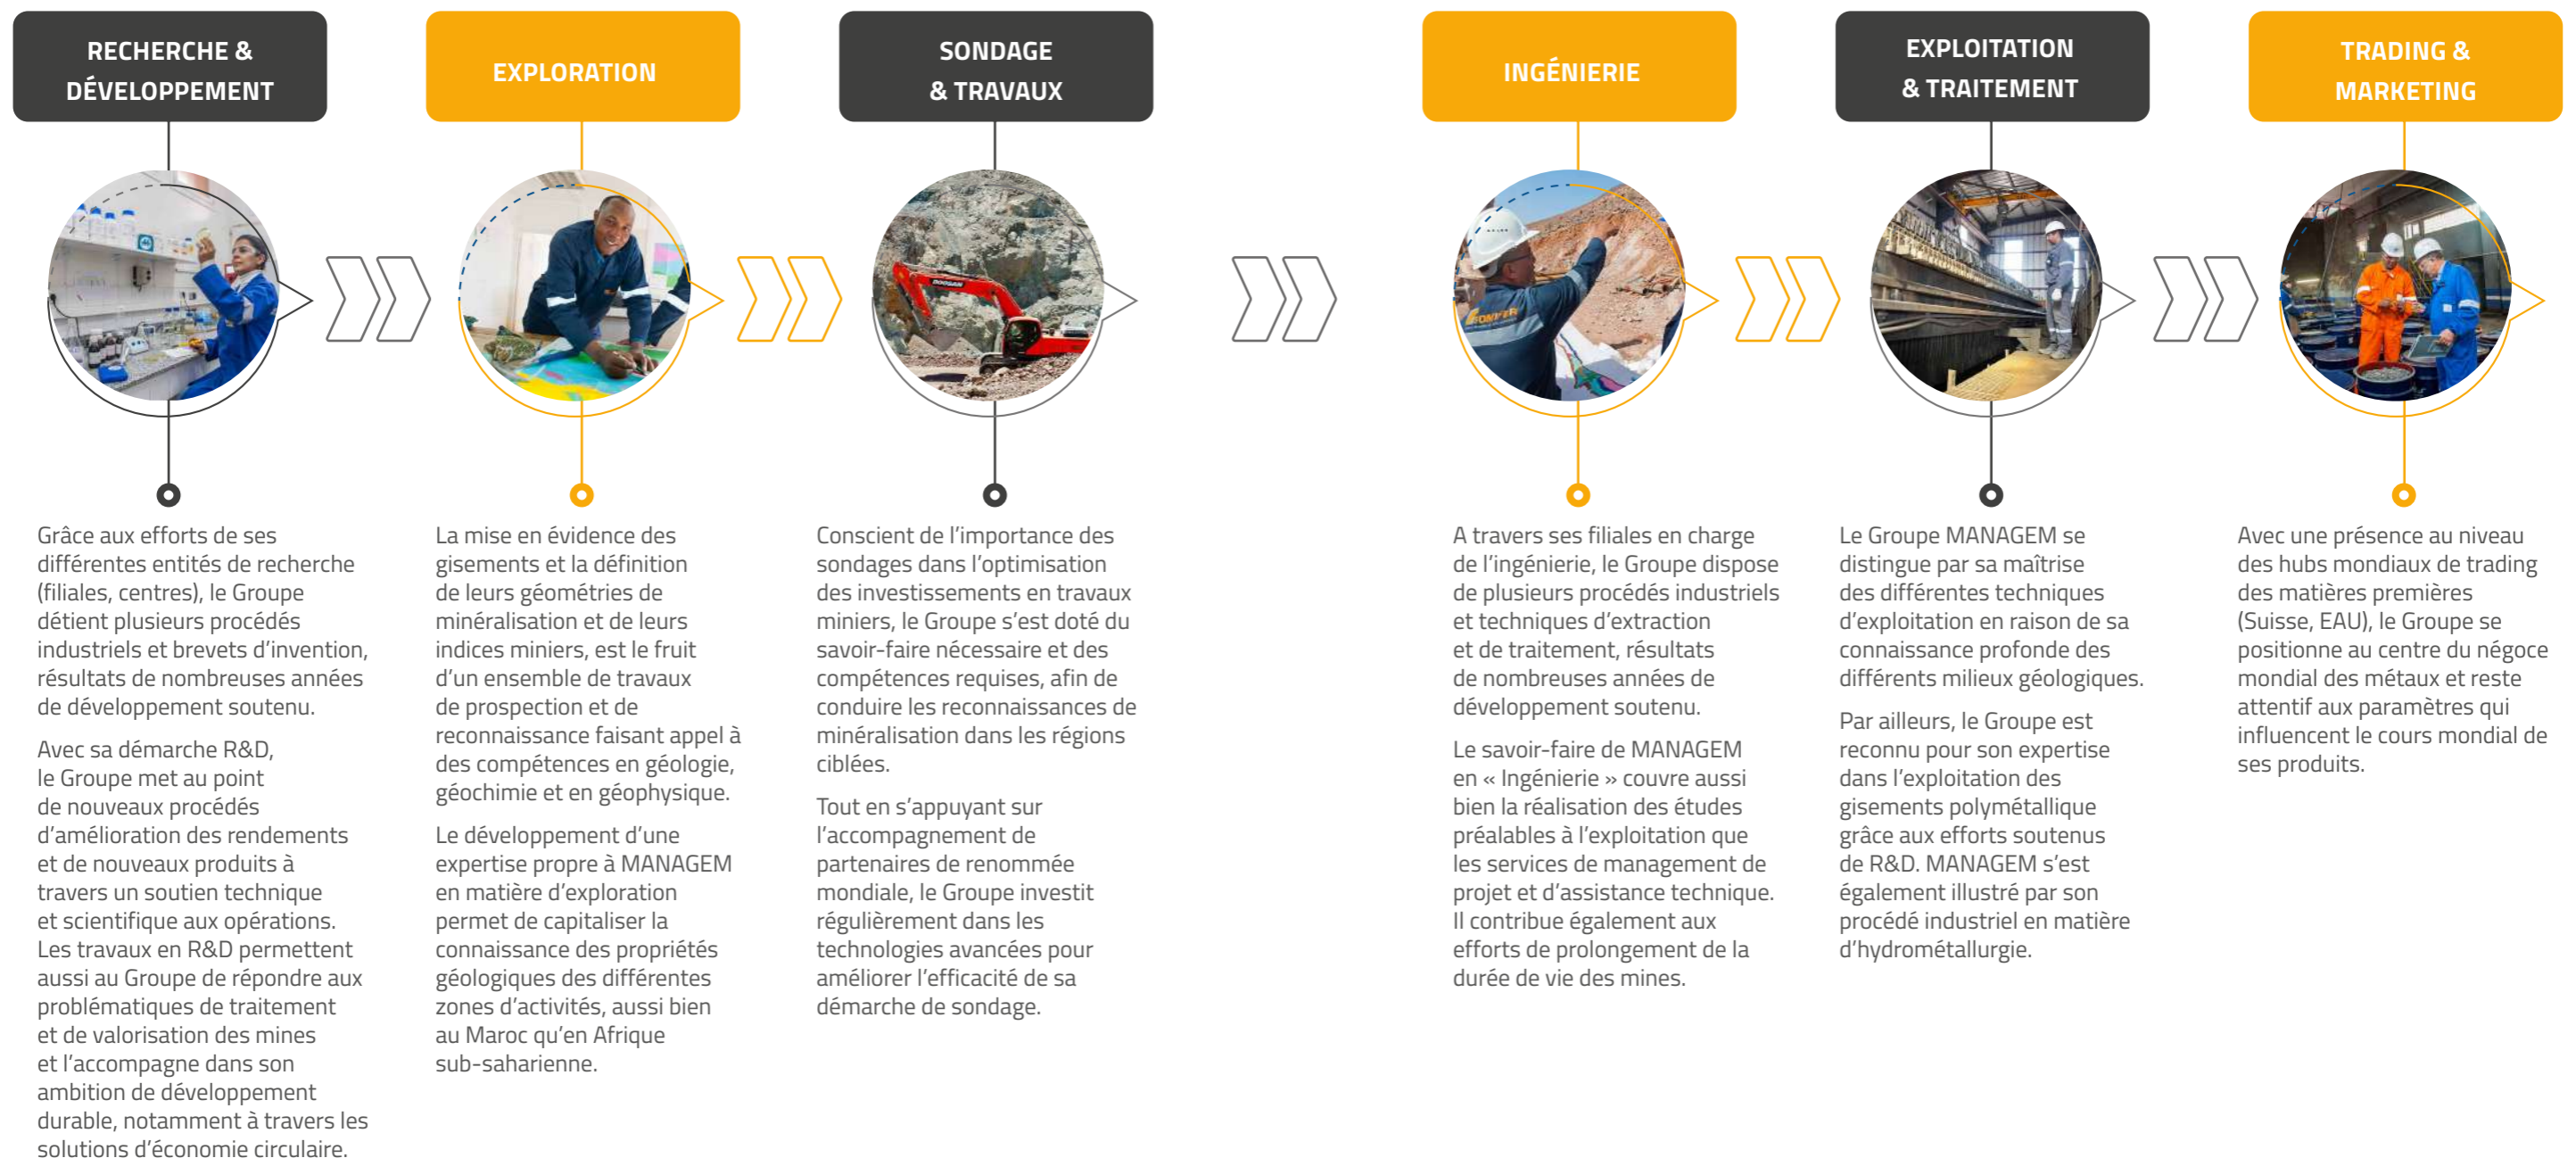 RECHERCHE &
DÉVELOPPEMENT
Grâce aux efforts de ses
différentes entités de recherche
(filiales, centres), le Groupe
détient plusieurs procédés
industriels et brevets d’invention,
résultats de nombreuses années
de développement soutenu.
Avec sa démarche R&D,
le Groupe met au point
de nouveaux procédés
d’amélioration des rendements
et de nouveaux produits à
travers un soutien technique
et scientifique aux opérations.
Les travaux en R&D permettent
aussi au Groupe de répondre aux
problématiques de traitement
et de valorisation des mines
et l’accompagne dans son
ambition de développement
durable, notamment à travers les
solutions d’économie circulaire.
EXPLORATION
La mise en évidence des
gisements et la définition
de leurs géométries de
minéralisation et de leurs
indices miniers, est le fruit
d’un ensemble de travaux
de prospection et de
reconnaissance faisant appel à
des compétences en géologie,
géochimie et en géophysique.
Le développement d’une
expertise propre à MANAGEM
en matière d’exploration
permet de capitaliser la
connaissance des propriétés
géologiques des différentes
zones d’activités, aussi bien
au Maroc qu’en Afrique
sub-saharienne.
SONDAGE
& TRAVAUX
DOOSAN
Conscient de l’importance des
sondages dans l’optimisation
des investissements en travaux
miniers, le Groupe s’est doté du
savoir-faire nécessaire et des
compétences requises, afin de
conduire les reconnaissances de
minéralisation dans les régions
ciblées.
Tout en s’appuyant sur
l’accompagnement de
partenaires de renommée
mondiale, le Groupe investit
régulièrement dans les
technologies avancées pour
améliorer l’efficacité de sa
démarche de sondage.
INGÉNIERIE
A travers ses filiales en charge
de l’ingénierie, le Groupe dispose
de plusieurs procédés industriels
et techniques d’extraction
et de traitement, résultats
de nombreuses années de
développement soutenu.
Le savoir-faire de MANAGEM
en « Ingénierie » couvre aussi
bien la réalisation des études
préalables à l’exploitation que
les services de management de
projet et d’assistance technique.
Il contribue également aux
efforts de prolongement de la
durée de vie des mines.
EXPLOITATION
& TRAITEMENT
Le Groupe MANAGEM se
distingue par sa maîtrise
des différentes techniques
d’exploitation en raison de sa
connaissance profonde des
différents milieux géologiques.
Par ailleurs, le Groupe est
reconnu pour son expertise
dans l’exploitation des
gisements polymétallique
grâce aux efforts soutenus
de R&D. MANAGEM s’est
également illustré par son
procédé industriel en matière
d’hydrométallurgie.
TRADING &
MARKETING
Avec une présence au niveau
des hubs mondiaux de trading
des matières premières
(Suisse, EAU), le Groupe se
positionne au centre du négoce
mondial des métaux et reste
attentif aux paramètres qui
influencent le cours mondial de
ses produits.